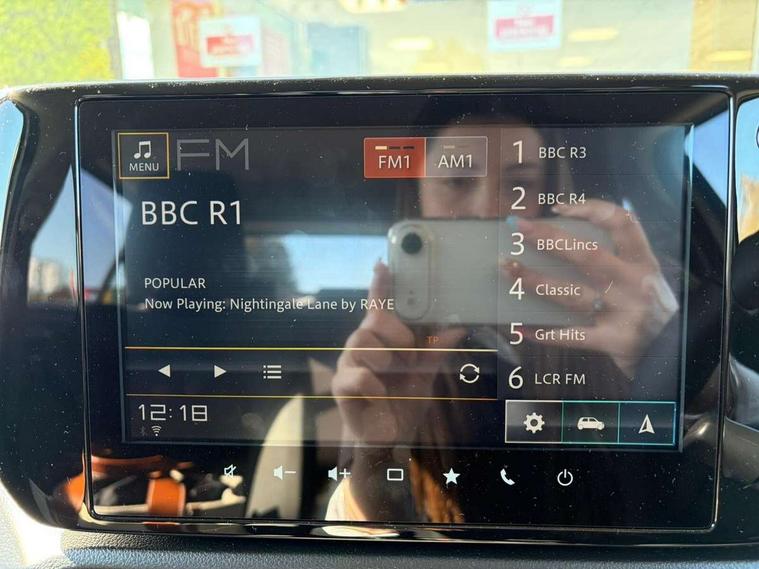 MENU
FM
FM1
AM1
BBC R1
POPULAR
Now Playing: Nightingale Lane by RAYE
TP
12:18
1 BBC R3
2 BBC R4
3 BBCLincs
4 Classic
5 Grt Hits
6 LCR FM